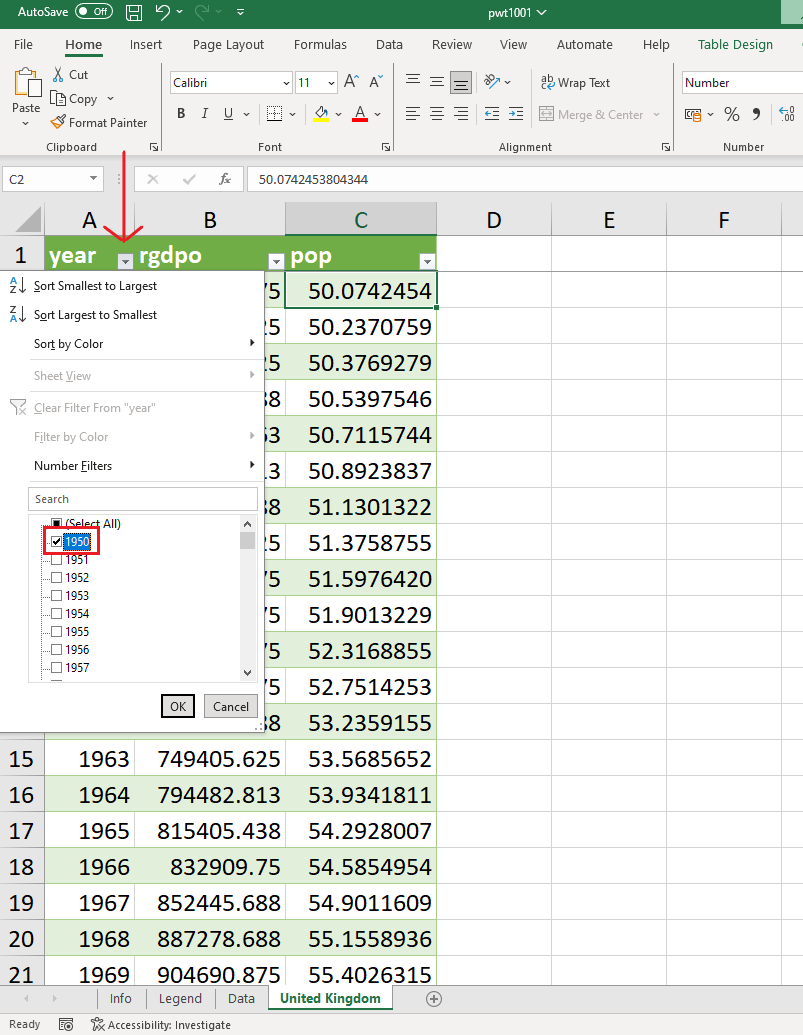 AutoSave Off pwt1001
File Home Insert Page Layout Formulas Data Review View Automate Help Table Design
Paste
Cut
Copy
Format Painter
Calibri 11 A A
B I U A
ab Wrap Text
Merge & Center
Number
% 9 .00
Clipboard Font Alignment Number
C2 fx 50.0742453804344
A B C D E F
1 year rgdpo pop
Sort Smallest to Largest
Sort Largest to Smallest
Sort by Color
Sheet View
Clear Filter From "year"
Filter by Color
Number Filters
Search
(Select All)
1950
1951
1952
1953
1954
1955
1956
1957
OK Cancel
75 50.0742454
25 50.2370759
25 50.3769279
38 50.5397546
63 50.7115744
13 50.8923837
38 51.1301322
25 51.3758755
75 51.5976420
75 51.9013229
75 52.3168855
75 52.7514253
38 53.2359155
15 1963 749405.625 53.5685652
16 1964 794482.813 53.9341811
17 1965 815405.438 54.2928007
18 1966 832909.75 54.5854954
19 1967 852445.688 54.9011609
20 1968 887278.688 55.1558936
21 1969 904690.875 55.4026315
Info Legend Data United Kingdom
Ready Accessibility: Investigate